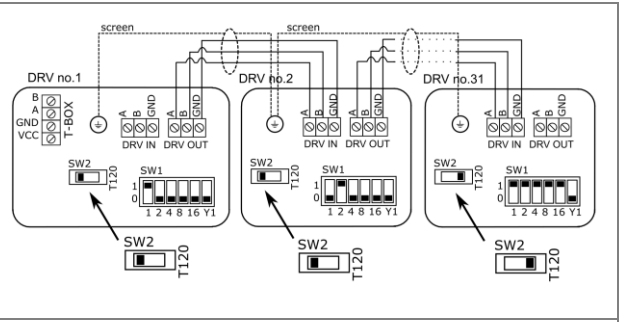 screen screen
DRV no.1 DRV no.2 DRV no.31
B
A
GND
VCC
T-BOX
A B GND A B GND
DRV IN DRV OUT
A B GND A B GND
DRV IN DRV OUT
A B GND A B GND
DRV IN DRV OUT
SW2
T120
SW1
1
0
1 2 4 8 16 Y1
SW2
T120
SW1
1
0
1 2 4 8 16 Y1
SW2
T120
SW1
1
0
1 2 4 8 16 Y1
SW2
T120
SW2
T120
SW2
T120